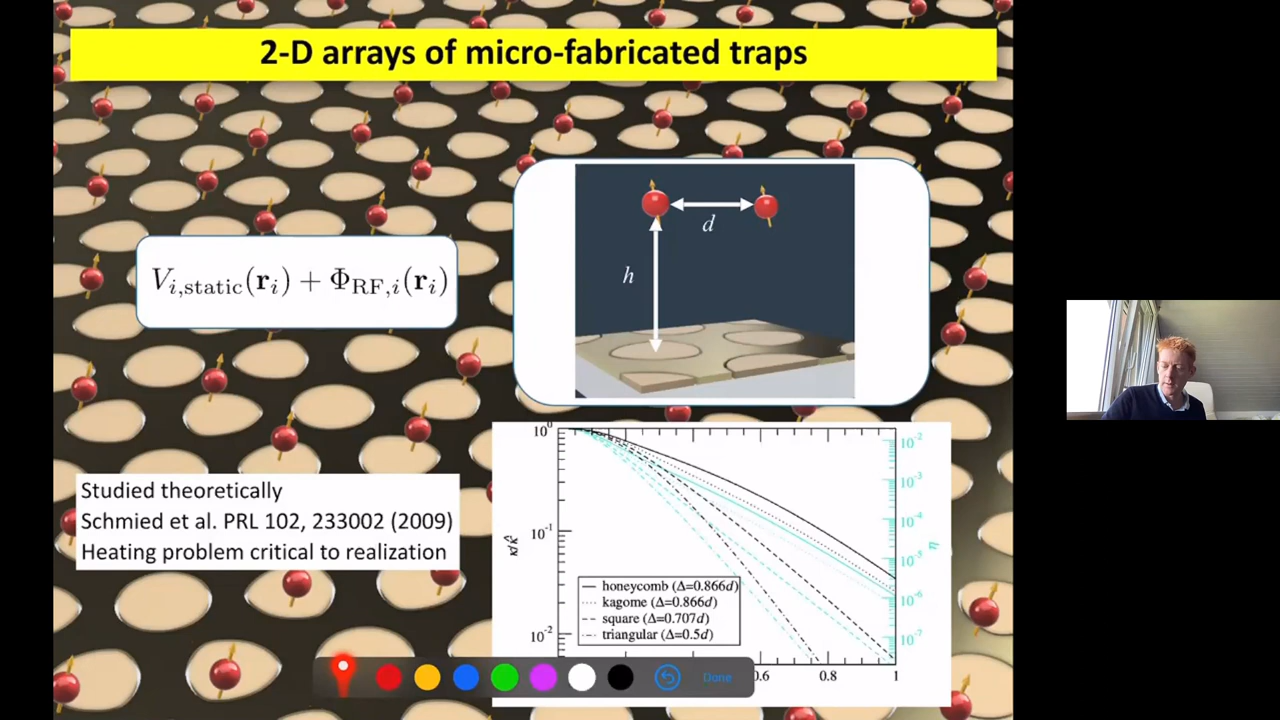 2-D arrays of micro-fabricated traps
d
h
V_{i,static}(r_i) + Φ_{RF,i}(r_i)
Studied theoretically
Schmied et al. PRL 102, 233002 (2009)
Heating problem critical to realization
10^0
10^{-1}
10^{-2}
κ/κ̂
honeycomb (Δ=0.866d)
kagome (Δ=0.866d)
square (Δ=0.707d)
triangular (Δ=0.5d)
10^{-2}
10^{-3}
10^{-4}
10^{-5}
10^{-6}
10^{-7}
η
0.6 0.8 1
Done